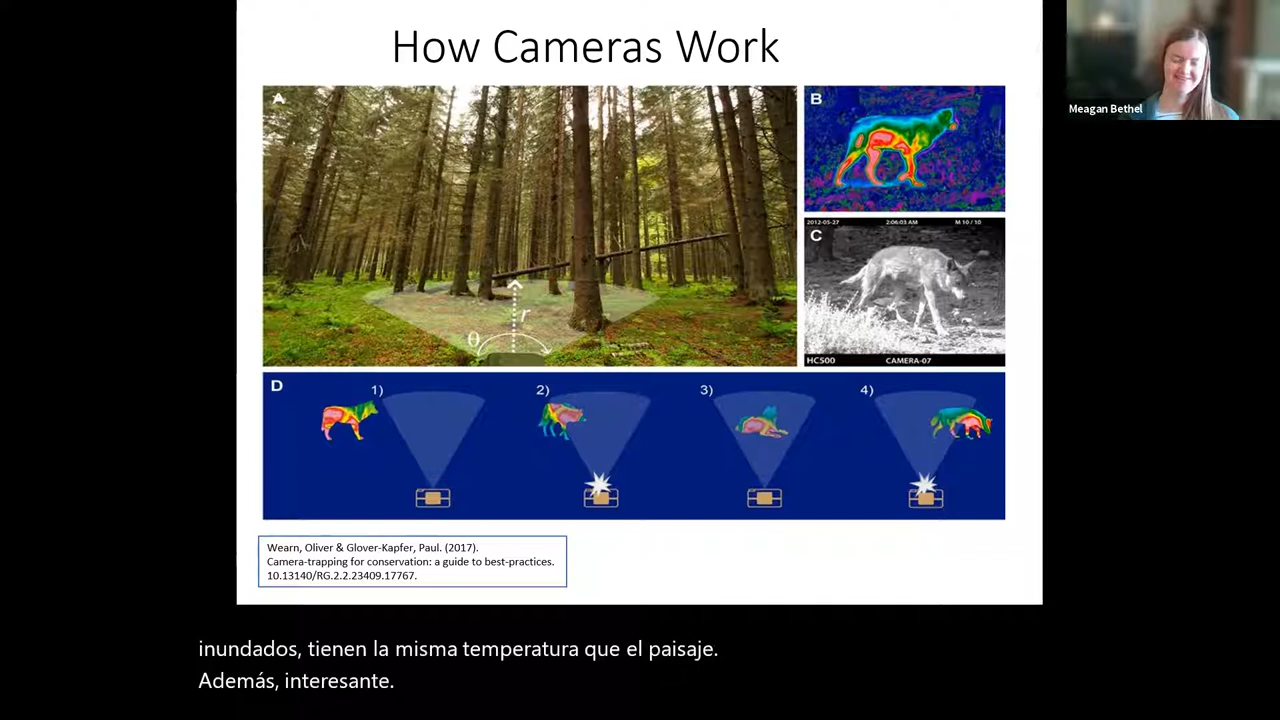 How Cameras Work
Meagan Bethel
A
r
θ
B
2012-05-27 2:06:03 AM M 10/10
C
HC500 CAMERA-07
D
1) 2) 3) 4)
Wearn, Oliver & Glover-Kapfer, Paul. (2017).
Camera-trapping for conservation: a guide to best-practices.
10.13140/RG.2.2.23409.17767.
inundados, tienen la misma temperatura que el paisaje.
Además, interesante.